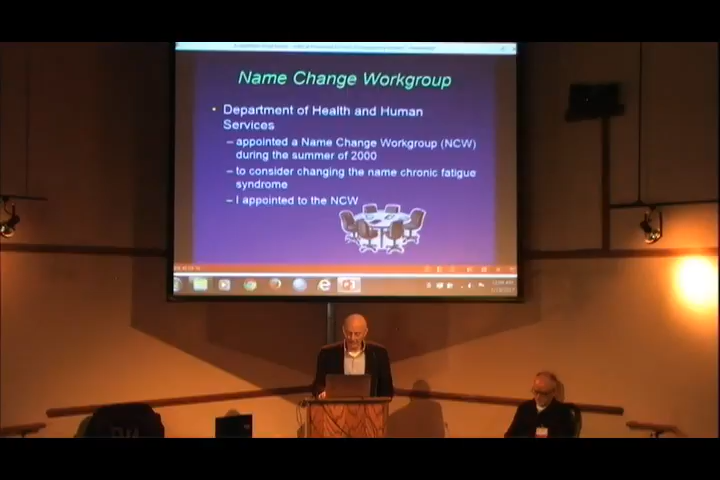 Name Change Workgroup
• Department of Health and Human
Services
– appointed a Name Change Workgroup (NCW)
during the summer of 2000
– to consider changing the name chronic fatigue
syndrome
– I appointed to the NCW